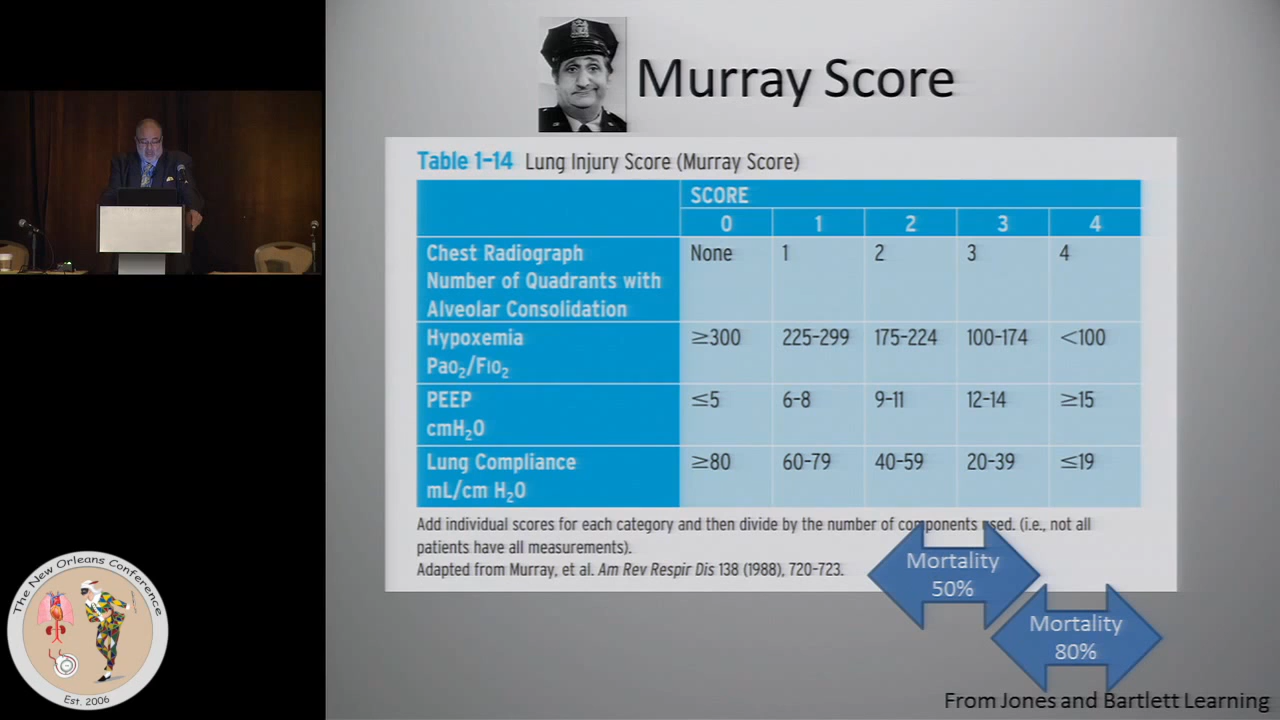 Murray Score
Table 1-14 Lung Injury Score (Murray Score)
SCORE
0 1 2 3 4
Chest Radiograph
Number of Quadrants with
Alveolar Consolidation
None 1 2 3 4
Hypoxemia
Pao₂/Fıo₂
≥300 225-299 175-224 100-174 <100
PEEP
cmH₂O
≤5 6-8 9-11 12-14 ≥15
Lung Compliance
mL/cm H₂O
≥80 60-79 40-59 20-39 ≤19
Add individual scores for each category and then divide by the number of components used. (i.e., not all
patients have all measurements).
Adapted from Murray, et al. Am Rev Respir Dis 138 (1988), 720-723.
Mortality
50%
Mortality
80%
From Jones and Bartlett Learning
The New Orleans Conference
Est. 2006